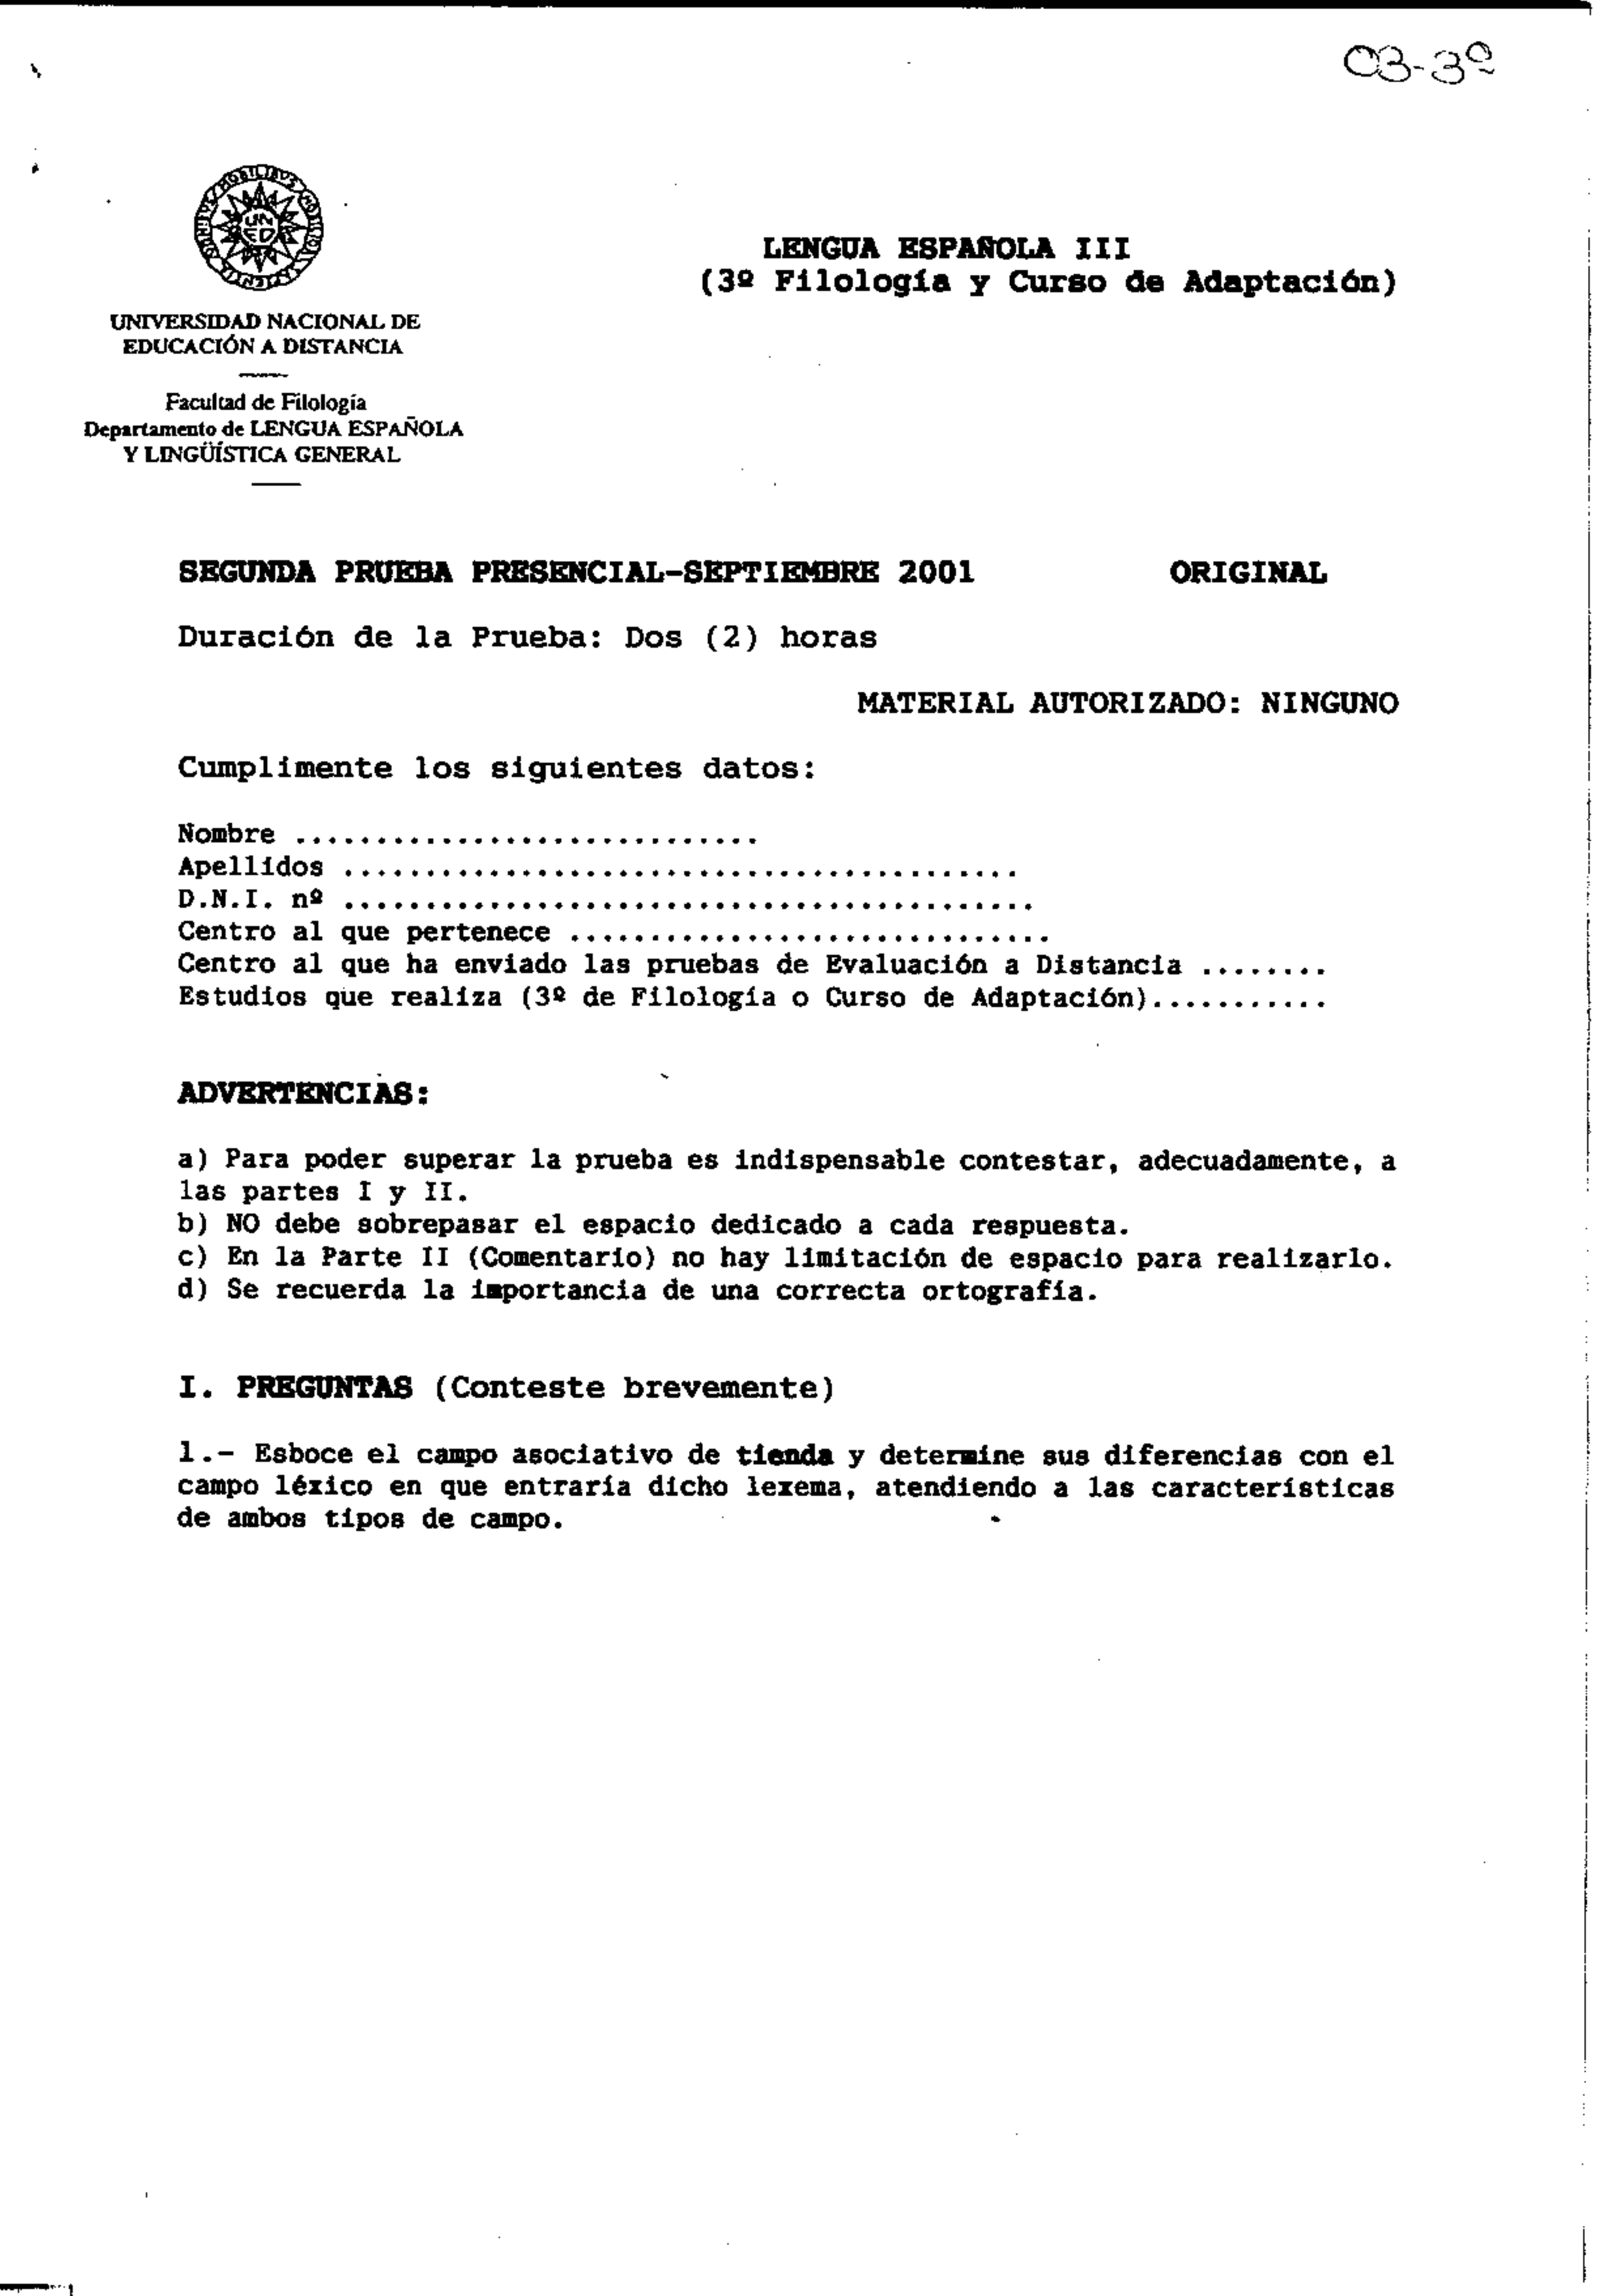 03-3º
UNED
LENGUA ESPAÑOLA III
(3º Filología y Curso de Adaptación)
UNIVERSIDAD NACIONAL DE
EDUCACIÓN A DISTANCIA
Facultad de Filología
Departamento de LENGUA ESPAÑOLA
Y LINGÜÍSTICA GENERAL
SEGUNDA PRUEBA PRESENCIAL-SEPTIEMBRE 2001 ORIGINAL
Duración de la Prueba: Dos (2) horas
MATERIAL AUTORIZADO: NINGUNO
Cumplimente los siguientes datos:
Nombre .............................
Apellidos ..........................................
D.N.I. nº ...........................................
Centro al que pertenece ..............................
Centro al que ha enviado las pruebas de Evaluación a Distancia ........
Estudios que realiza (3º de Filología o Curso de Adaptación)...........
ADVERTENCIAS:
a) Para poder superar la prueba es indispensable contestar, adecuadamente, a
las partes I y II.
b) NO debe sobrepasar el espacio dedicado a cada respuesta.
c) En la Parte II (Comentario) no hay limitación de espacio para realizarlo.
d) Se recuerda la importancia de una correcta ortografía.
I. PREGUNTAS (Conteste brevemente)
1.- Esboce el campo asociativo de tienda y determine sus diferencias con el
campo léxico en que entraría dicho lexema, atendiendo a las características
de ambos tipos de campo.